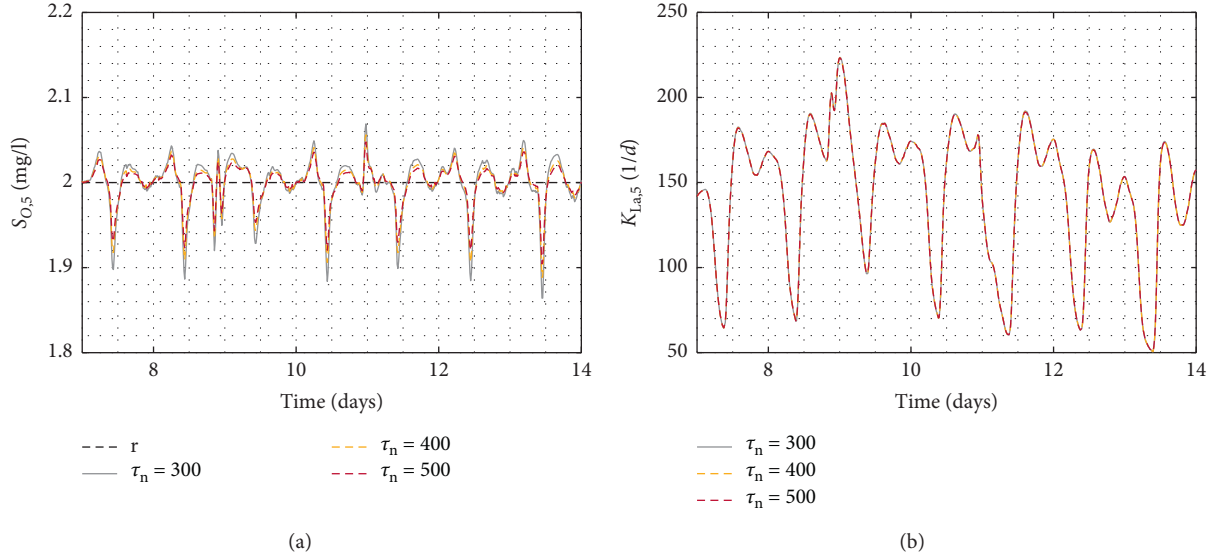 2.2
2.1
2
1.9
1.8
S_{O,5} (mg/l)
8 10 12 14
Time (days)
r
τ_n = 300
τ_n = 400
τ_n = 500
(a)
250
200
150
100
50
K_{La,5} (1/d)
8 10 12 14
Time (days)
τ_n = 300
τ_n = 400
τ_n = 500
(b)